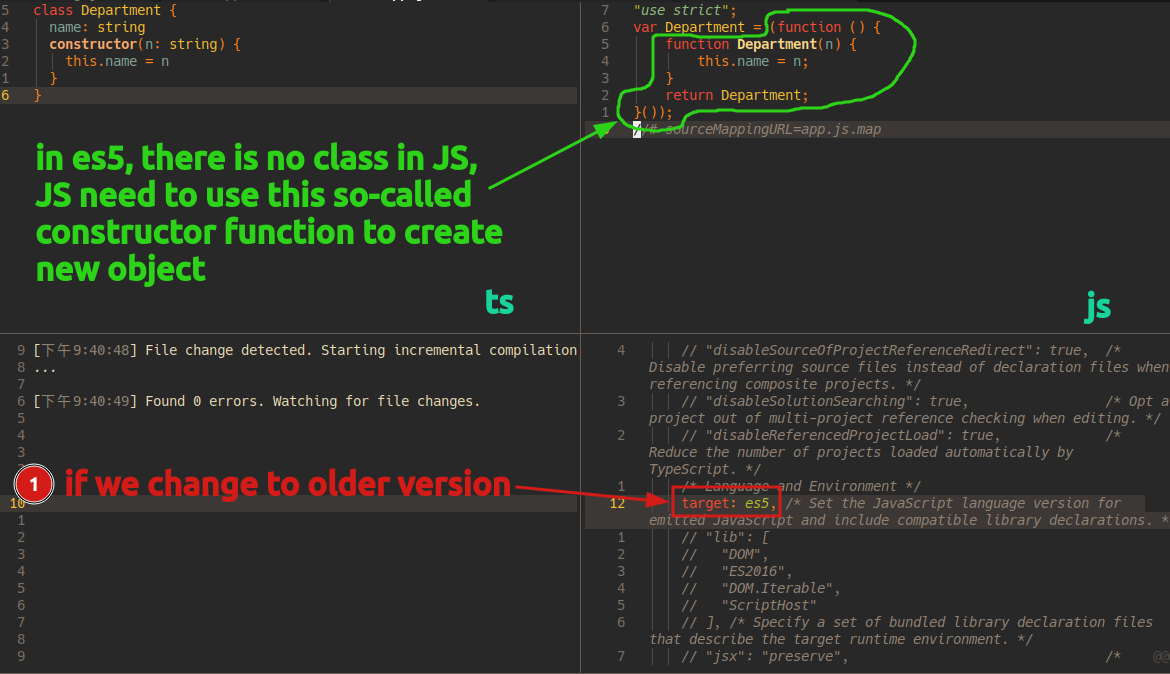 5 class Department {
4 name: string
3 constructor(n: string) {
2 this.name = n
1 }
6 }
in es5, there is no class in JS,
JS need to use this so-called
constructor function to create
new object
ts
7 "use strict";
6 var Department = (function () {
5 function Department(n) {
4 this.name = n;
3 }
2 return Department;
1 }());
//# sourceMappingURL=app.js.map
js
9 [下午9:40:48] File change detected. Starting incremental compilation
8 ...
7
6 [下午9:40:49] Found 0 errors. Watching for file changes.
5
4
3
1 if we change to older version
10
1
2
3
4
5
6
7
8
9
4 // "disableSourceOfProjectReferenceRedirect": true, /*
Disable preferring source files instead of declaration files when
referencing composite projects. */
3 // "disableSolutionSearching": true, /* Opt a
project out of multi-project reference checking when editing. */
2 // "disableReferencedProjectLoad": true, /*
Reduce the number of projects loaded automatically by
TypeScript. */
1 /* Language and Environment */
12 target: es5, /* Set the JavaScript language version for
emitted JavaScript and include compatible library declarations. *
1 // "lib": [
2 // "DOM",
3 // "ES2016",
4 // "DOM.Iterable",
5 // "ScriptHost"
6 // ], /* Specify a set of bundled library declaration files
that describe the target runtime environment. */
7 // "jsx": "preserve", /* @@